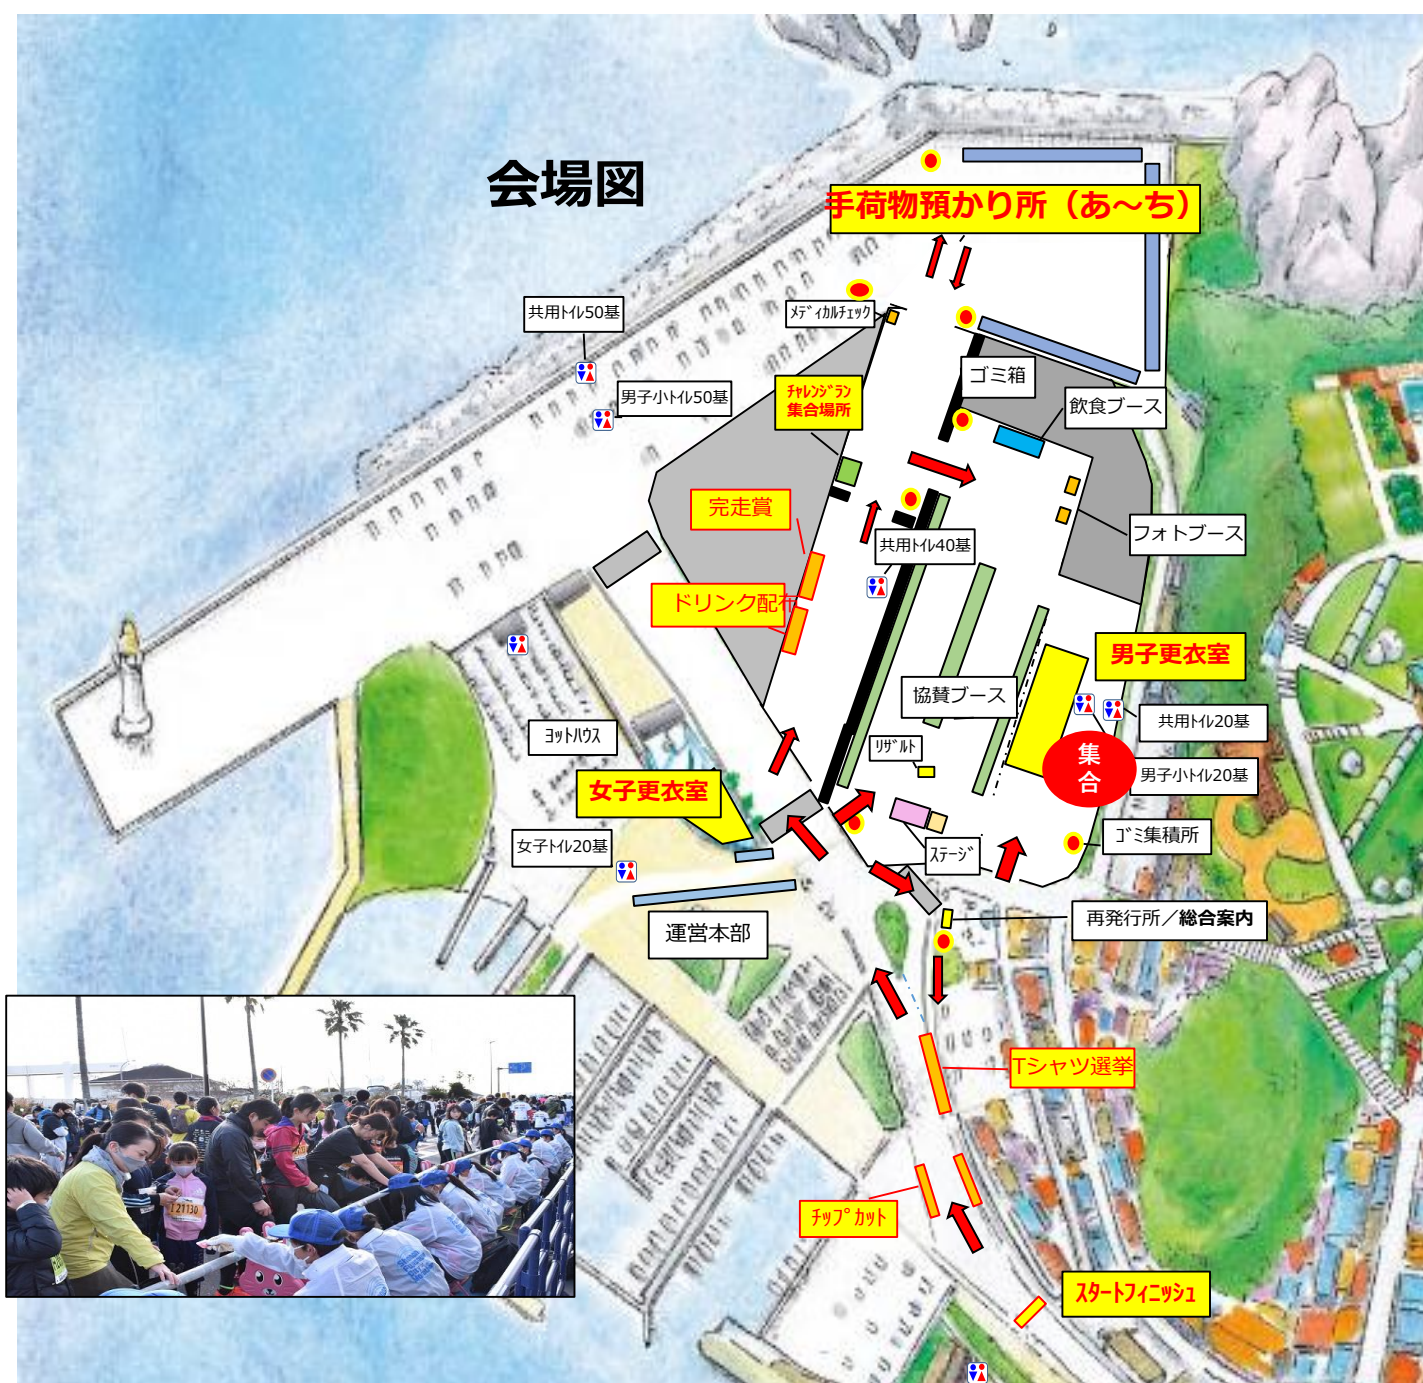 会場図
手荷物預かり所（あ～ち）
共用ﾄｲﾚ50基
ﾒﾃﾞｨｶﾙﾁｪｯｸ
男子小ﾄｲﾚ50基
ﾁｬﾚﾝｼﾞﾗﾝ
集合場所
ゴミ箱
飲食ブース
完走賞
フォトブース
共用ﾄｲﾚ40基
ドリンク配布
男子更衣室
協賛ブース
共用ﾄｲﾚ20基
ﾖｯﾄﾊｳｽ
ﾘｻﾞﾙﾄ
集
合
男子小ﾄｲﾚ20基
女子更衣室
女子ﾄｲﾚ20基
ｽﾃｰｼﾞ
ｺﾞﾐ集積所
再発行所／総合案内
運営本部
Tシャツ選挙
ﾁｯﾌﾟｶｯﾄ
ｽﾀｰﾄﾌｨﾆｯｼｭ
121130